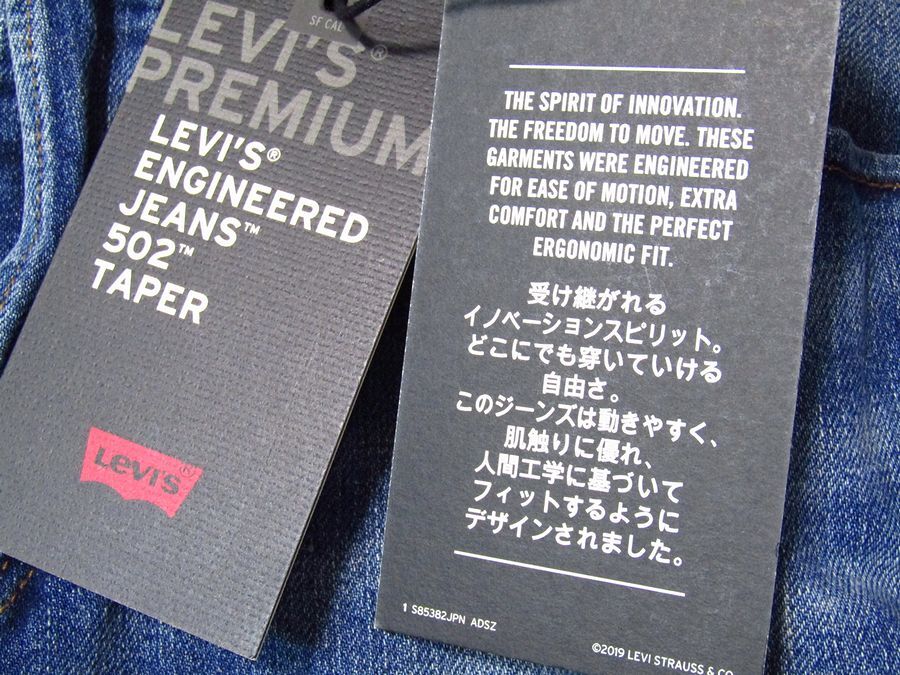 SF CAL
LEVI'S®
PREMIUM
LEVI'S®
ENGINEERED
JEANS™
502™
TAPER
Levi's®
THE SPIRIT OF INNOVATION.
THE FREEDOM TO MOVE. THESE
GARMENTS WERE ENGINEERED
FOR EASE OF MOTION, EXTRA
COMFORT AND THE PERFECT
ERGONOMIC FIT.
受け継がれる
イノベーションスピリット。
どこにでも穿いていける
自由さ。
このジーンズは動きやすく、
肌触りに優れ、
人間工学に基づいて
フィットするように
デザインされました。
1 S85382JPN ADSZ
©2019 LEVI STRAUSS & CO